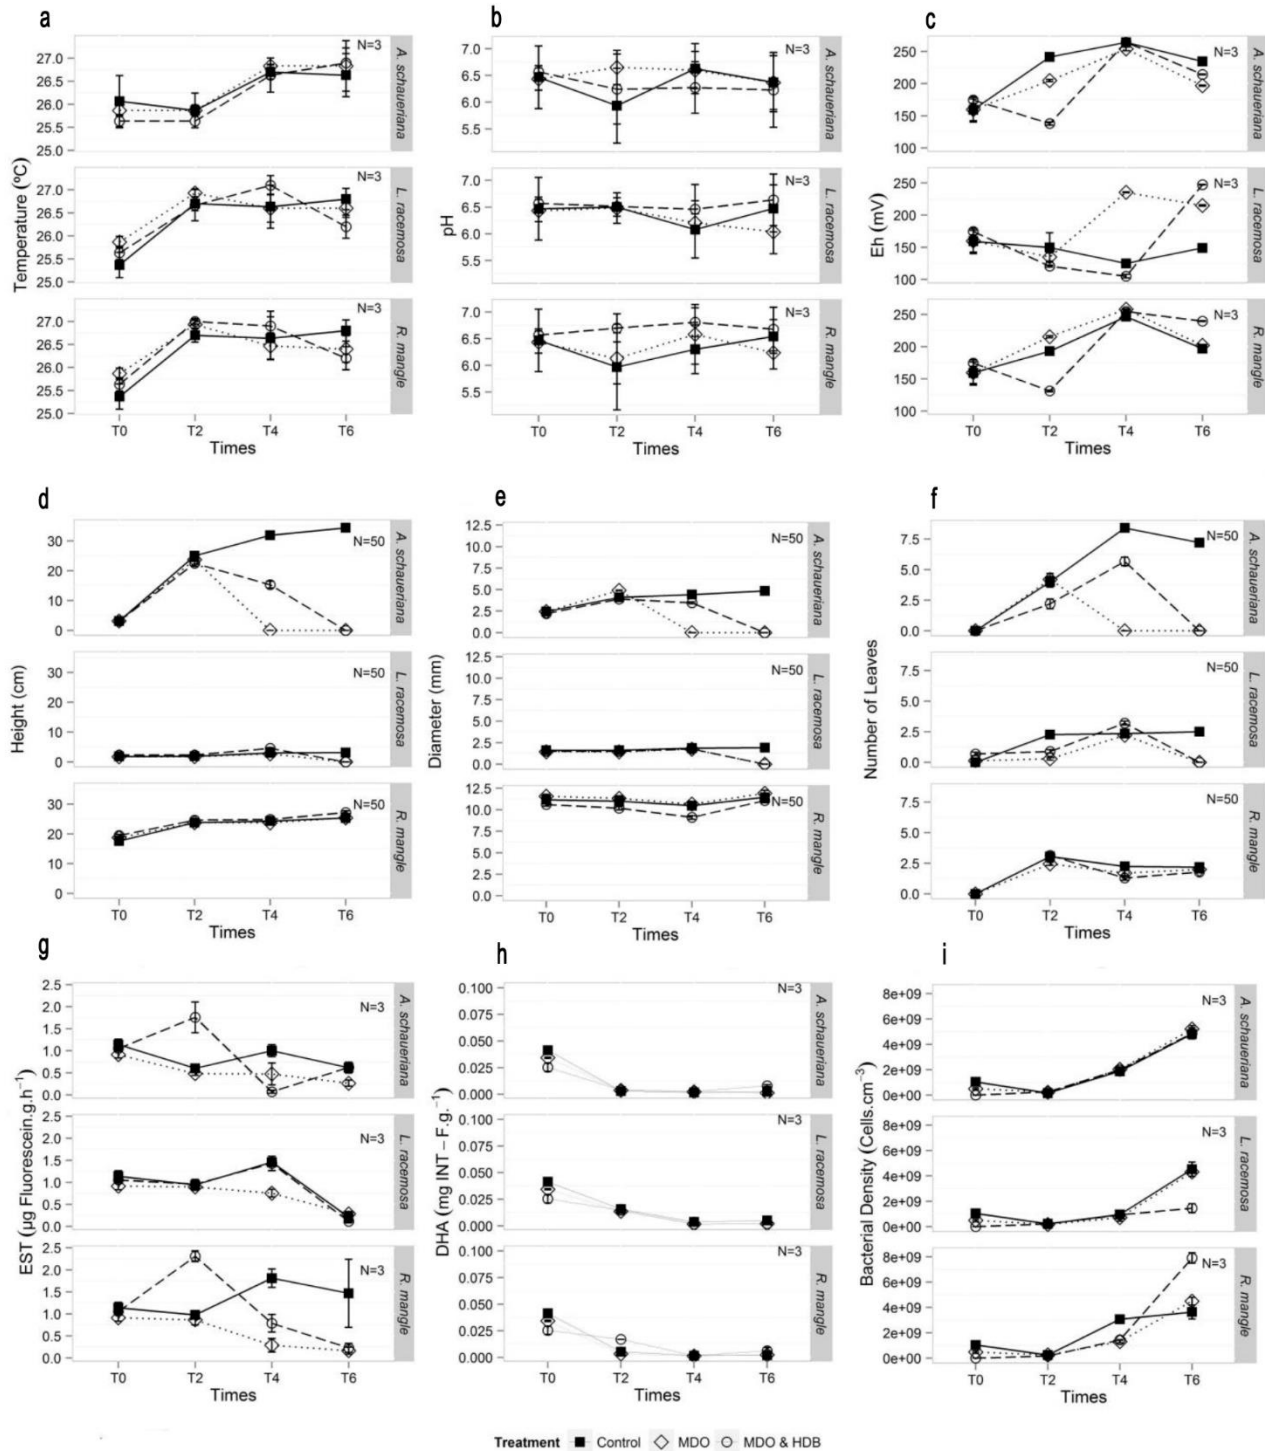 a
N=3
27.0
26.5
26.0
25.5
25.0
A. schaueriana
N=3
27.0
26.5
26.0
25.5
25.0
L. racemosa
N=3
27.0
26.5
26.0
25.5
25.0
R. mangle
Temperature (ºC)
T0 T2 T4 T6
Times
b
N=3
7.0
6.5
6.0
5.5
A. schaueriana
N=3
7.0
6.5
6.0
5.5
L. racemosa
N=3
7.0
6.5
6.0
5.5
R. mangle
pH
T0 T2 T4 T6
Times
c
N=3
250
200
150
100
A. schaueriana
N=3
250
200
150
100
L. racemosa
N=3
250
200
150
100
R. mangle
Eh (mV)
T0 T2 T4 T6
Times
d
N=50
30
20
10
0
A. schaueriana
N=50
30
20
10
0
L. racemosa
N=50
30
20
10
0
R. mangle
Height (cm)
T0 T2 T4 T6
Times
e
N=50
12.5
10.0
7.5
5.0
2.5
0.0
A. schaueriana
N=50
12.5
10.0
7.5
5.0
2.5
0.0
L. racemosa
N=50
12.5
10.0
7.5
5.0
2.5
0.0
R. mangle
Diameter (mm)
T0 T2 T4 T6
Times
f
N=50
7.5
5.0
2.5
0.0
A. schaueriana
N=50
7.5
5.0
2.5
0.0
L. racemosa
N=50
7.5
5.0
2.5
0.0
R. mangle
Number of Leaves
T0 T2 T4 T6
Times
g
N=3
2.5
2.0
1.5
1.0
0.5
0.0
A. schaueriana
N=3
2.5
2.0
1.5
1.0
0.5
0.0
L. racemosa
N=3
2.5
2.0
1.5
1.0
0.5
0.0
R. mangle
EST (µg Fluorescein.g.h⁻¹)
T0 T2 T4 T6
Times
h
N=3
0.100
0.075
0.050
0.025
0.000
A. schaueriana
N=3
0.100
0.075
0.050
0.025
0.000
L. racemosa
N=3
0.100
0.075
0.050
0.025
0.000
R. mangle
DHA (mg INT – F.g.⁻¹)
T0 T2 T4 T6
Times
i
N=3
8e+09
6e+09
4e+09
2e+09
0e+00
A. schaueriana
N=3
8e+09
6e+09
4e+09
2e+09
0e+00
L. racemosa
N=3
8e+09
6e+09
4e+09
2e+09
0e+00
R. mangle
Bacterial Density (Cells.cm⁻³)
T0 T2 T4 T6
Times
Treatment Control MDO MDO & HDB